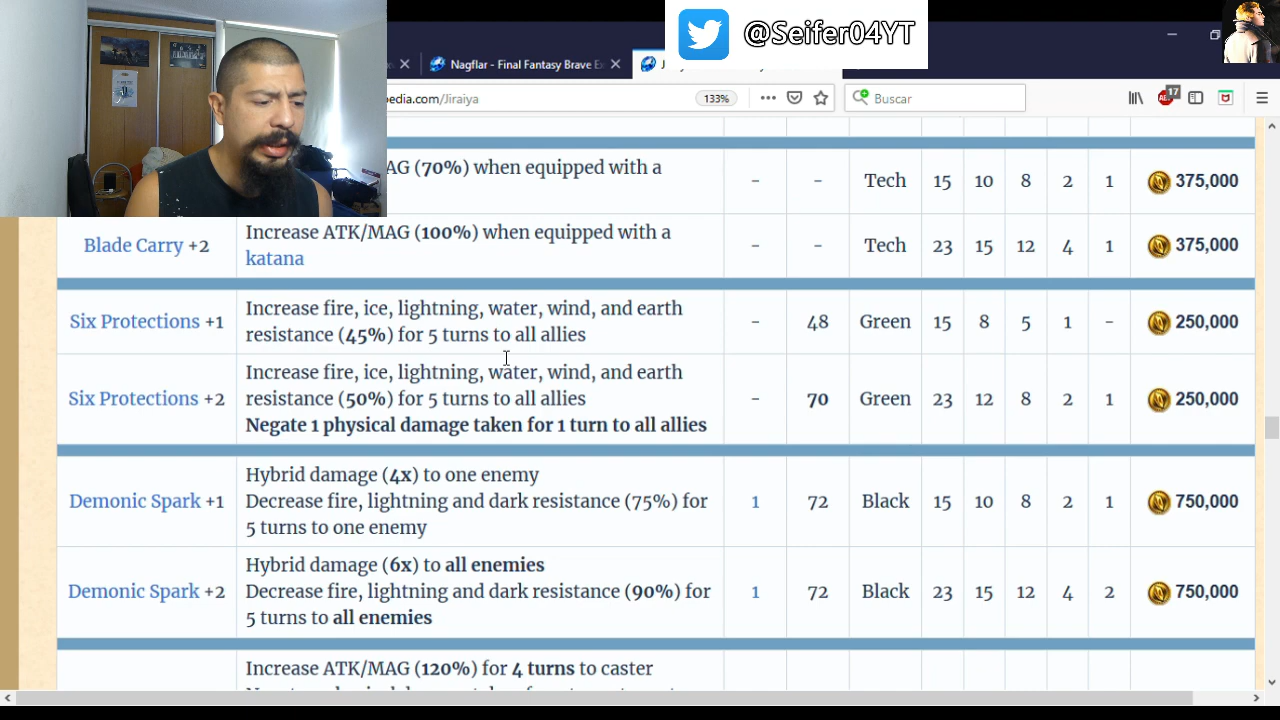 @Seifer04YT
Nagflar - Final Fantasy Brave Ex
pedia.com/Jiraiya
133%
Buscar
17
AG (70%) when equipped with a
- - Tech 15 10 8 2 1 375,000
Blade Carry +2
Increase ATK/MAG (100%) when equipped with a
katana
- - Tech 23 15 12 4 1 375,000
Six Protections +1
Increase fire, ice, lightning, water, wind, and earth
resistance (45%) for 5 turns to all allies
- 48 Green 15 8 5 1 - 250,000
Six Protections +2
Increase fire, ice, lightning, water, wind, and earth
resistance (50%) for 5 turns to all allies
Negate 1 physical damage taken for 1 turn to all allies
- 70 Green 23 12 8 2 1 250,000
Demonic Spark +1
Hybrid damage (4x) to one enemy
Decrease fire, lightning and dark resistance (75%) for
5 turns to one enemy
1 72 Black 15 10 8 2 1 750,000
Demonic Spark +2
Hybrid damage (6x) to all enemies
Decrease fire, lightning and dark resistance (90%) for
5 turns to all enemies
1 72 Black 23 15 12 4 2 750,000
Increase ATK/MAG (120%) for 4 turns to caster